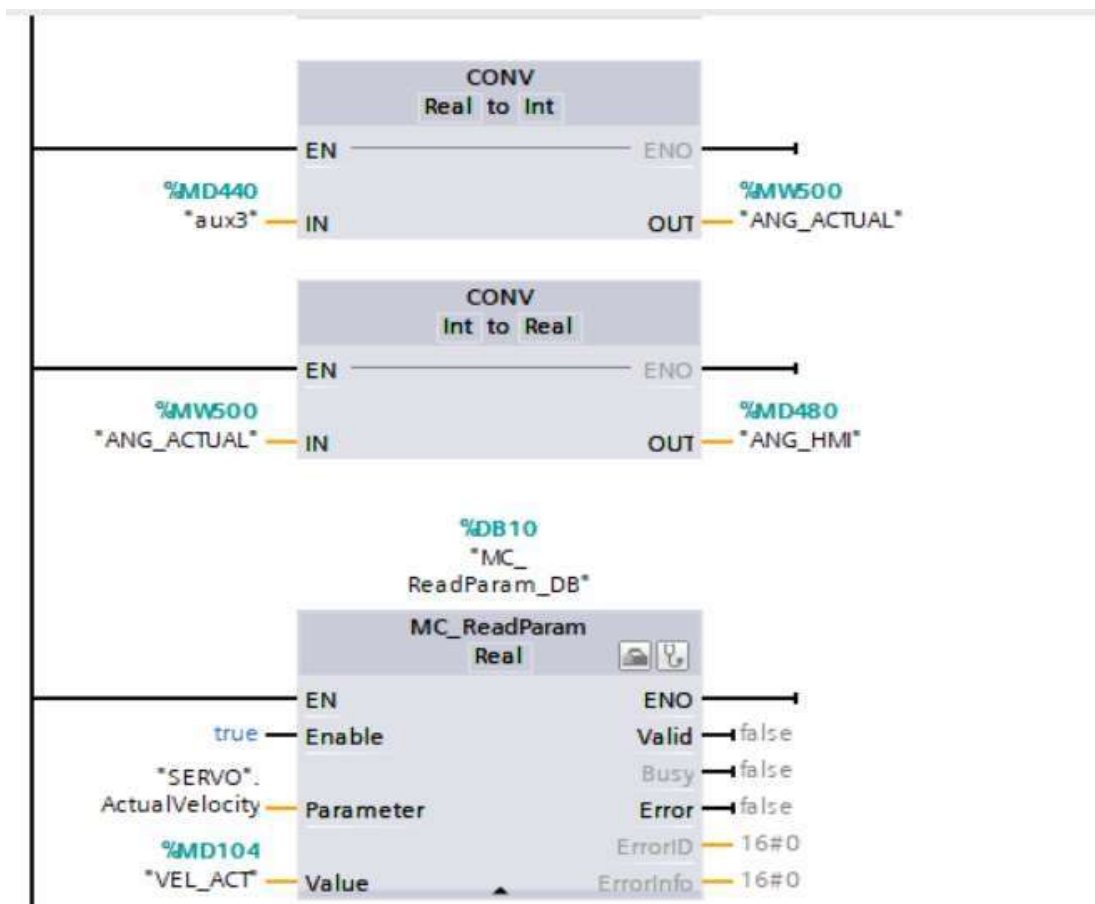 CONV
Real to Int
EN ENO
%MD440 %MW500
"aux3" IN OUT "ANG_ACTUAL"
CONV
Int to Real
EN ENO
%MW500 %MD480
"ANG_ACTUAL" IN OUT "ANG_HMI"
%DB10
"MC_
ReadParam_DB"
MC_ReadParam
Real
EN ENO
true Enable Valid false
Busy false
"SERVO".
ActualVelocity Parameter Error false
ErrorID 16#0
%MD104
"VEL_ACT" Value ErrorInfo 16#0